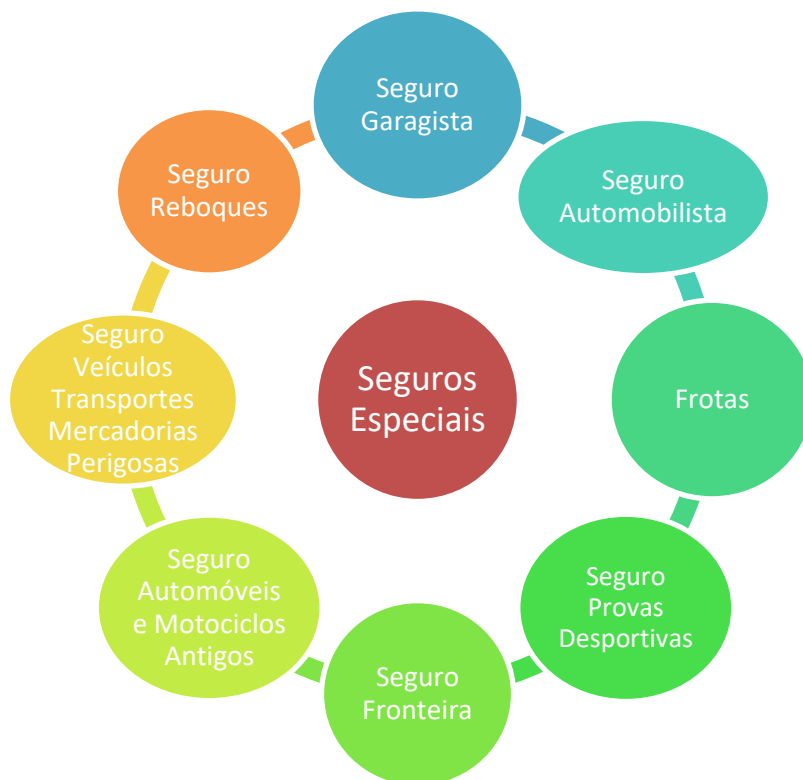 Seguro
Garagista
Seguro
Automobilista
Frotas
Seguro
Provas
Desportivas
Seguro
Fronteira
Seguro
Automóveis
e Motociclos
Antigos
Seguro
Veículos
Transportes
Mercadorias
Perigosas
Seguro
Reboques
Seguros
Especiais